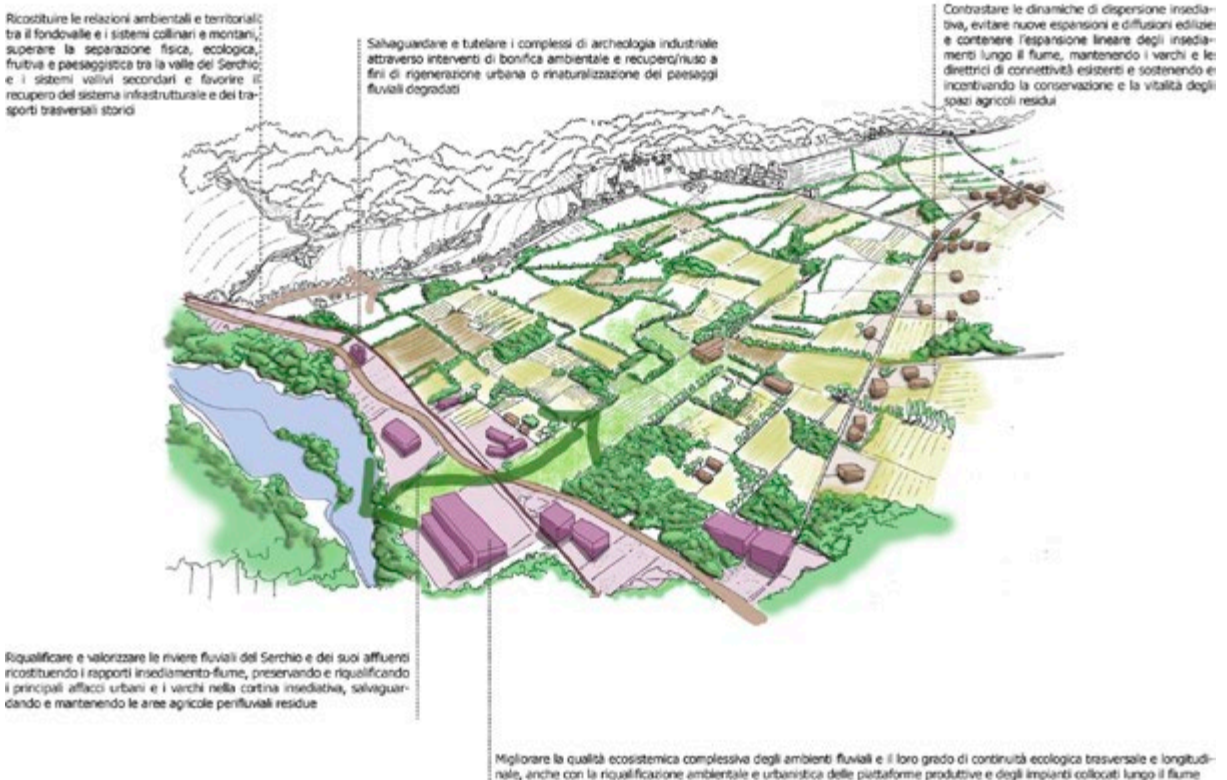 Ricostituire le relazioni ambientali e territoriali
tra il fondovalle e i sistemi collinari e montani,
superare la separazione fisica, ecologica,
fruitiva e paesaggistica tra la valle del Serchio
e i sistemi vallivi secondari e favorire il
recupero del sistema infrastrutturale e dei tra-
sporti trasversali storici
Salvaguardare e tutelare i complessi di archeologia industriale
attraverso interventi di bonifica ambientale e recupero/riuso a
fini di rigenerazione urbana o rinaturalizzazione dei paesaggi
fluviali degradati
Contrastare le dinamiche di dispersione insedia-
tiva, evitare nuove espansioni e diffusioni edilizie
e contenere l'espansione lineare degli insedia-
menti lungo il fiume, mantenendo i varchi e le
direttrici di connettività esistenti e sostenendo e
incentivando la conservazione e la vitalità degli
spazi agricoli residui
Riqualificare e valorizzare le riviere fluviali del Serchio e dei suoi affluenti
ricostituendo i rapporti insediamento-fiume, preservando e riqualificando
i principali affacci urbani e i varchi nella cortina insediativa, salvaguar-
dando e mantenendo le aree agricole perifluviali residue
Migliorare la qualità ecosistemica complessiva degli ambienti fluviali e il loro grado di continuità ecologica trasversale e longitudi-
nale, anche con la riqualificazione ambientale e urbanistica delle piattaforme produttive e degli impianti collocati lungo il fiume